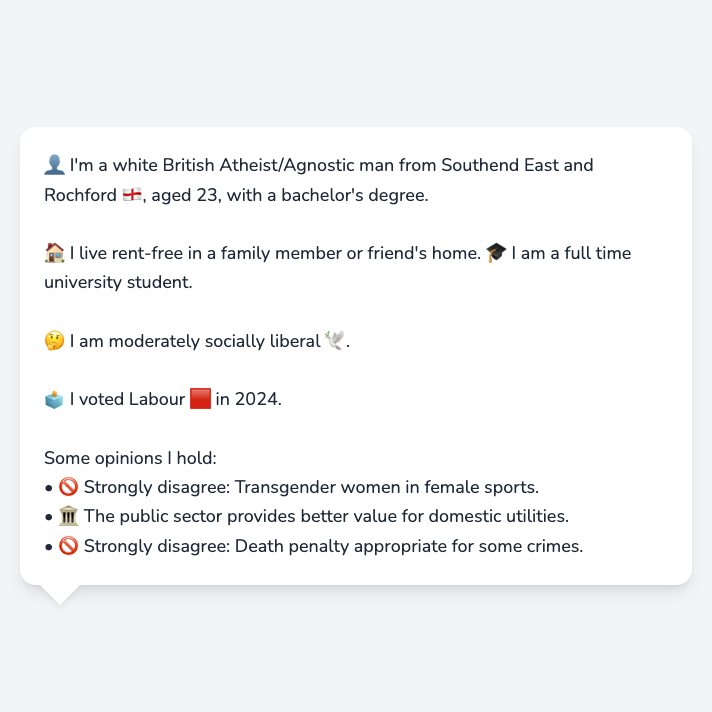 👤 I'm a white British Atheist/Agnostic man from Southend East and
Rochford 🏴󠁧󠁢󠁥󠁮󠁧󠁿, aged 23, with a bachelor's degree.
🏠 I live rent-free in a family member or friend's home. 🎓 I am a full time
university student.
🤔 I am moderately socially liberal 🕊️.
🗳️ I voted Labour 🟥 in 2024.
Some opinions I hold:
• 🚫 Strongly disagree: Transgender women in female sports.
• 🏛️ The public sector provides better value for domestic utilities.
• 🚫 Strongly disagree: Death penalty appropriate for some crimes.